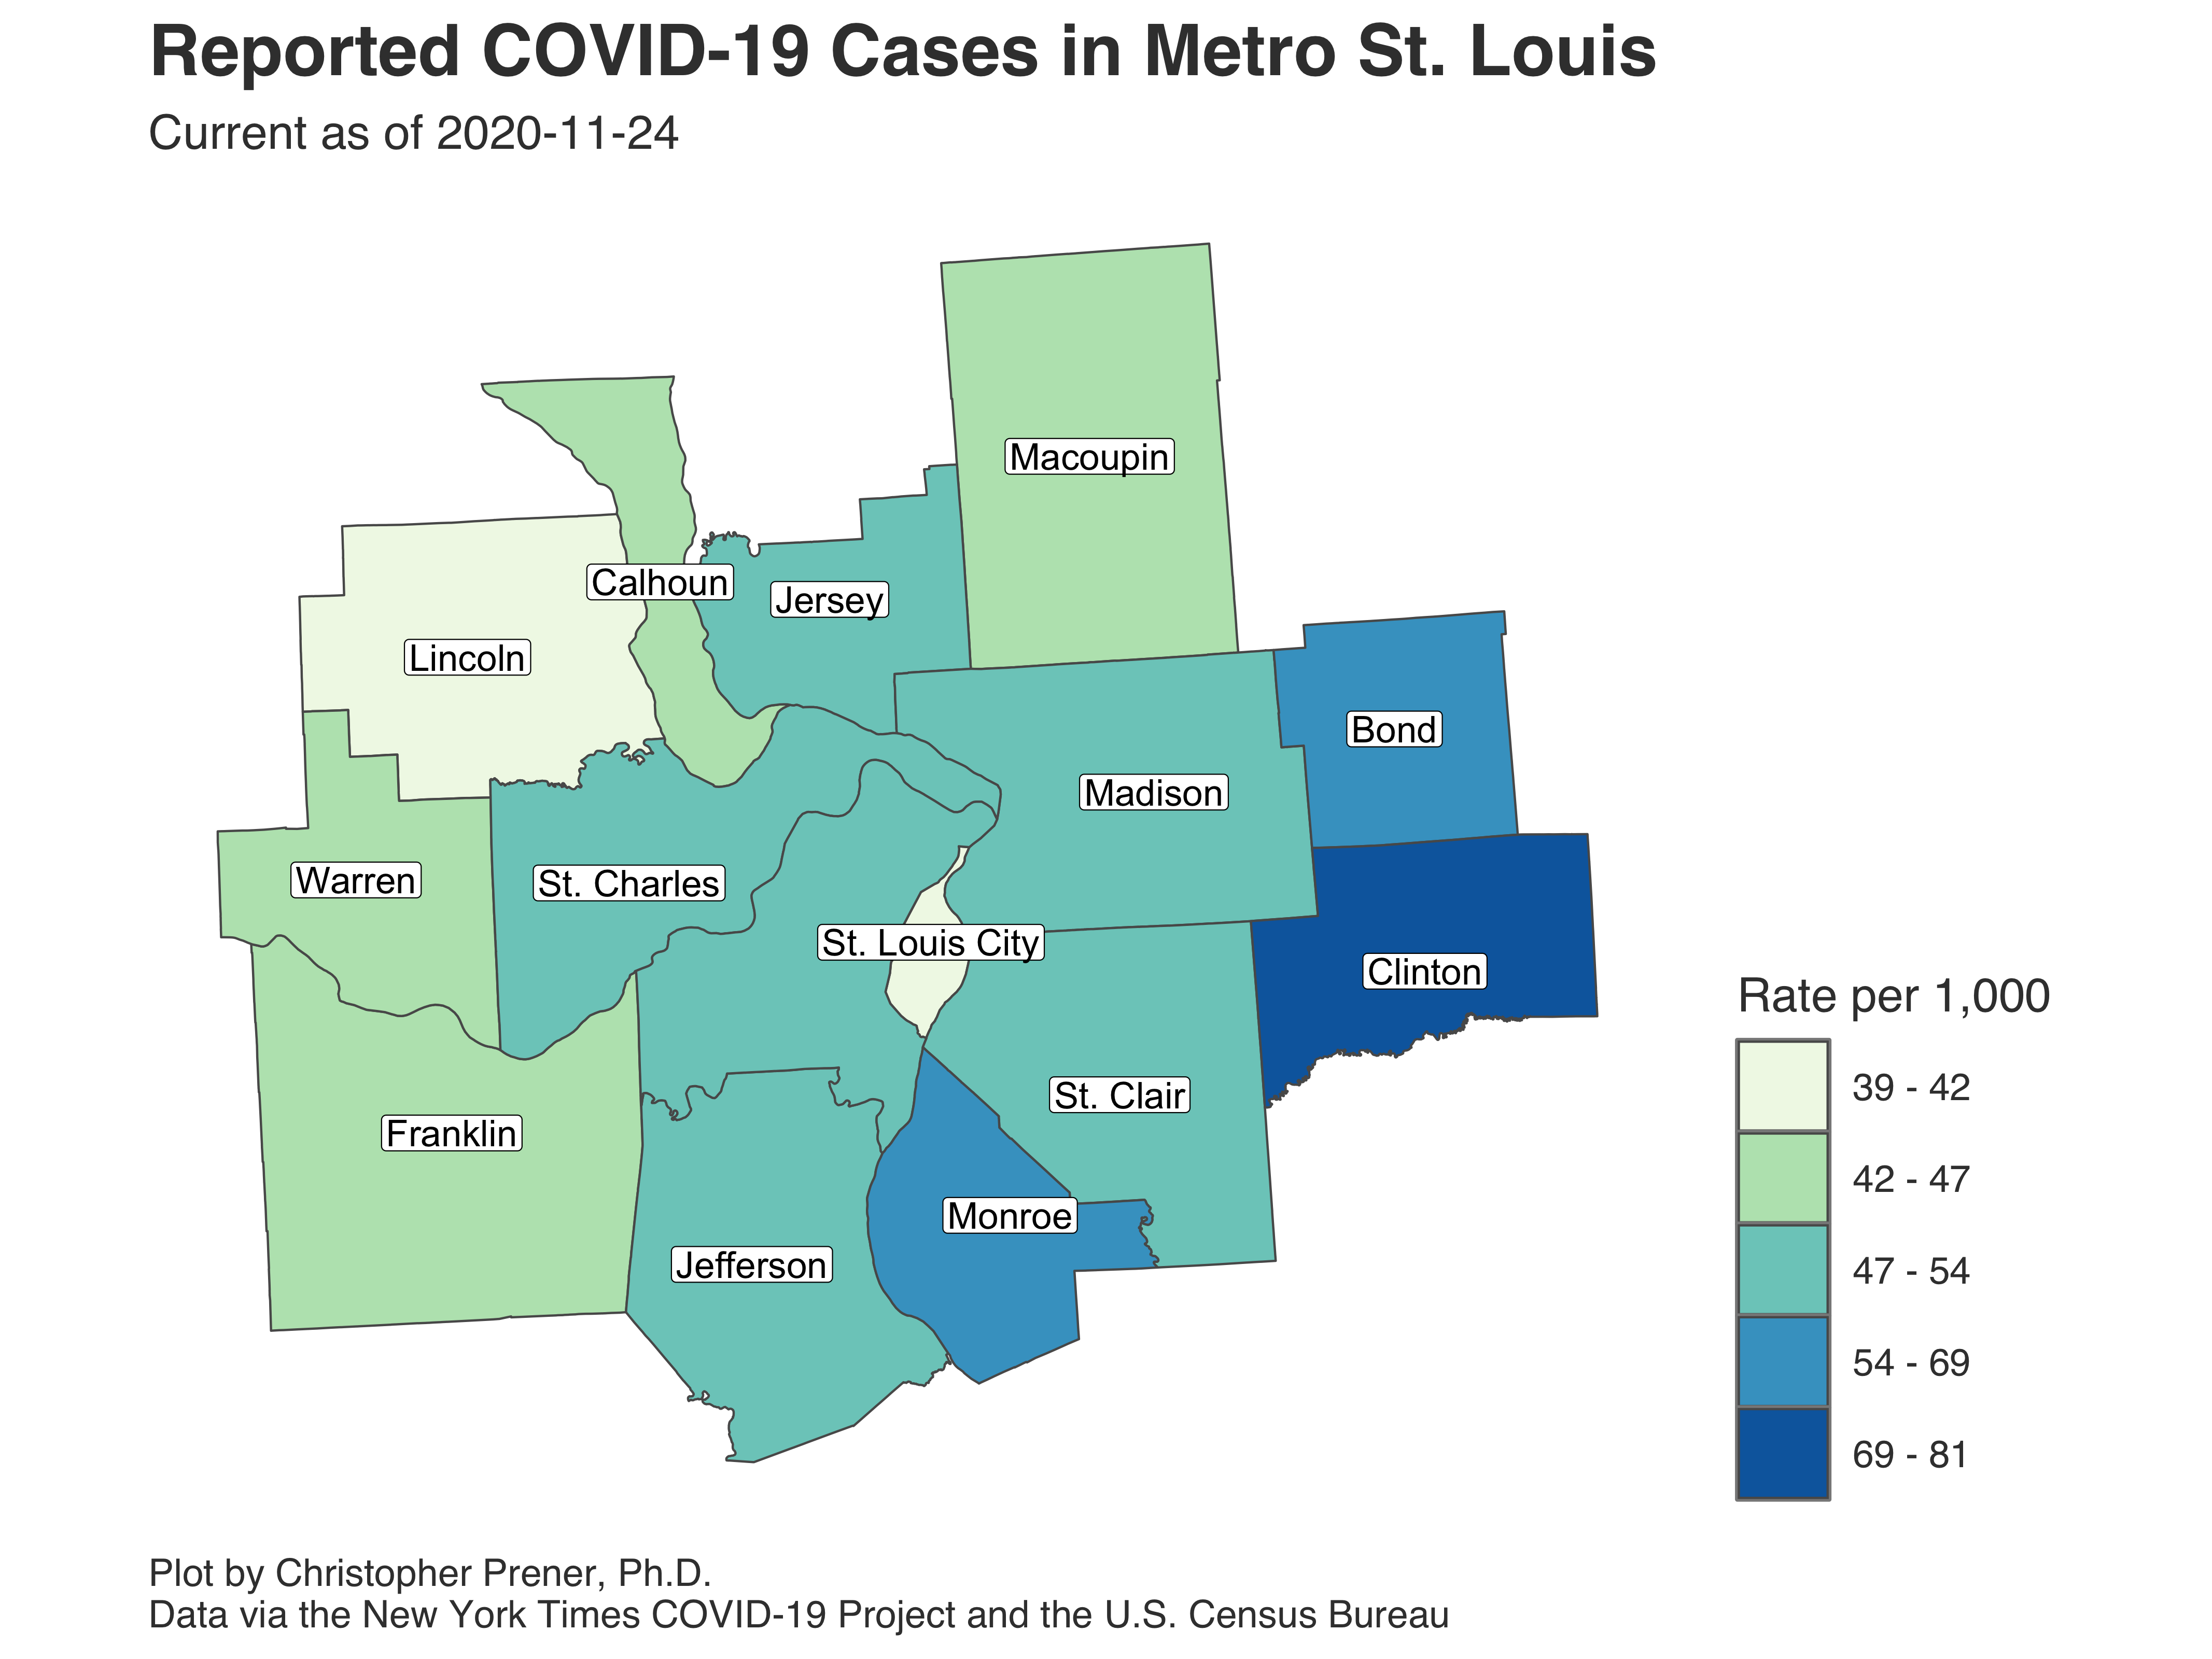 Reported COVID-19 Cases in Metro St. Louis
Current as of 2020-11-24
Macoupin
Calhoun
Jersey
Lincoln
Bond
Madison
Warren
St. Charles
St. Louis City
Clinton
St. Clair
Franklin
Monroe
Jefferson
Rate per 1,000
39 - 42
42 - 47
47 - 54
54 - 69
69 - 81
Plot by Christopher Prener, Ph.D.
Data via the New York Times COVID-19 Project and the U.S. Census Bureau